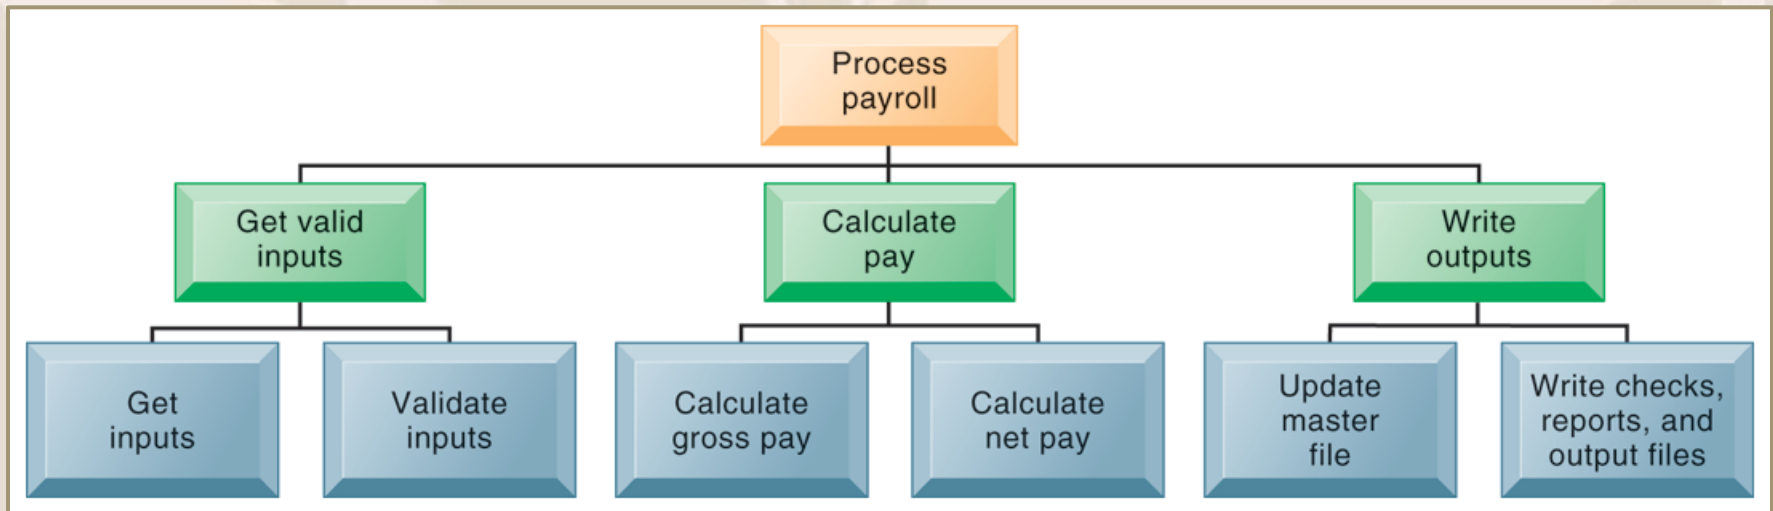 Process
payroll
Get valid
inputs
Calculate
pay
Write
outputs
Get
inputs
Validate
inputs
Calculate
gross pay
Calculate
net pay
Update
master
file
Write checks,
reports, and
output files